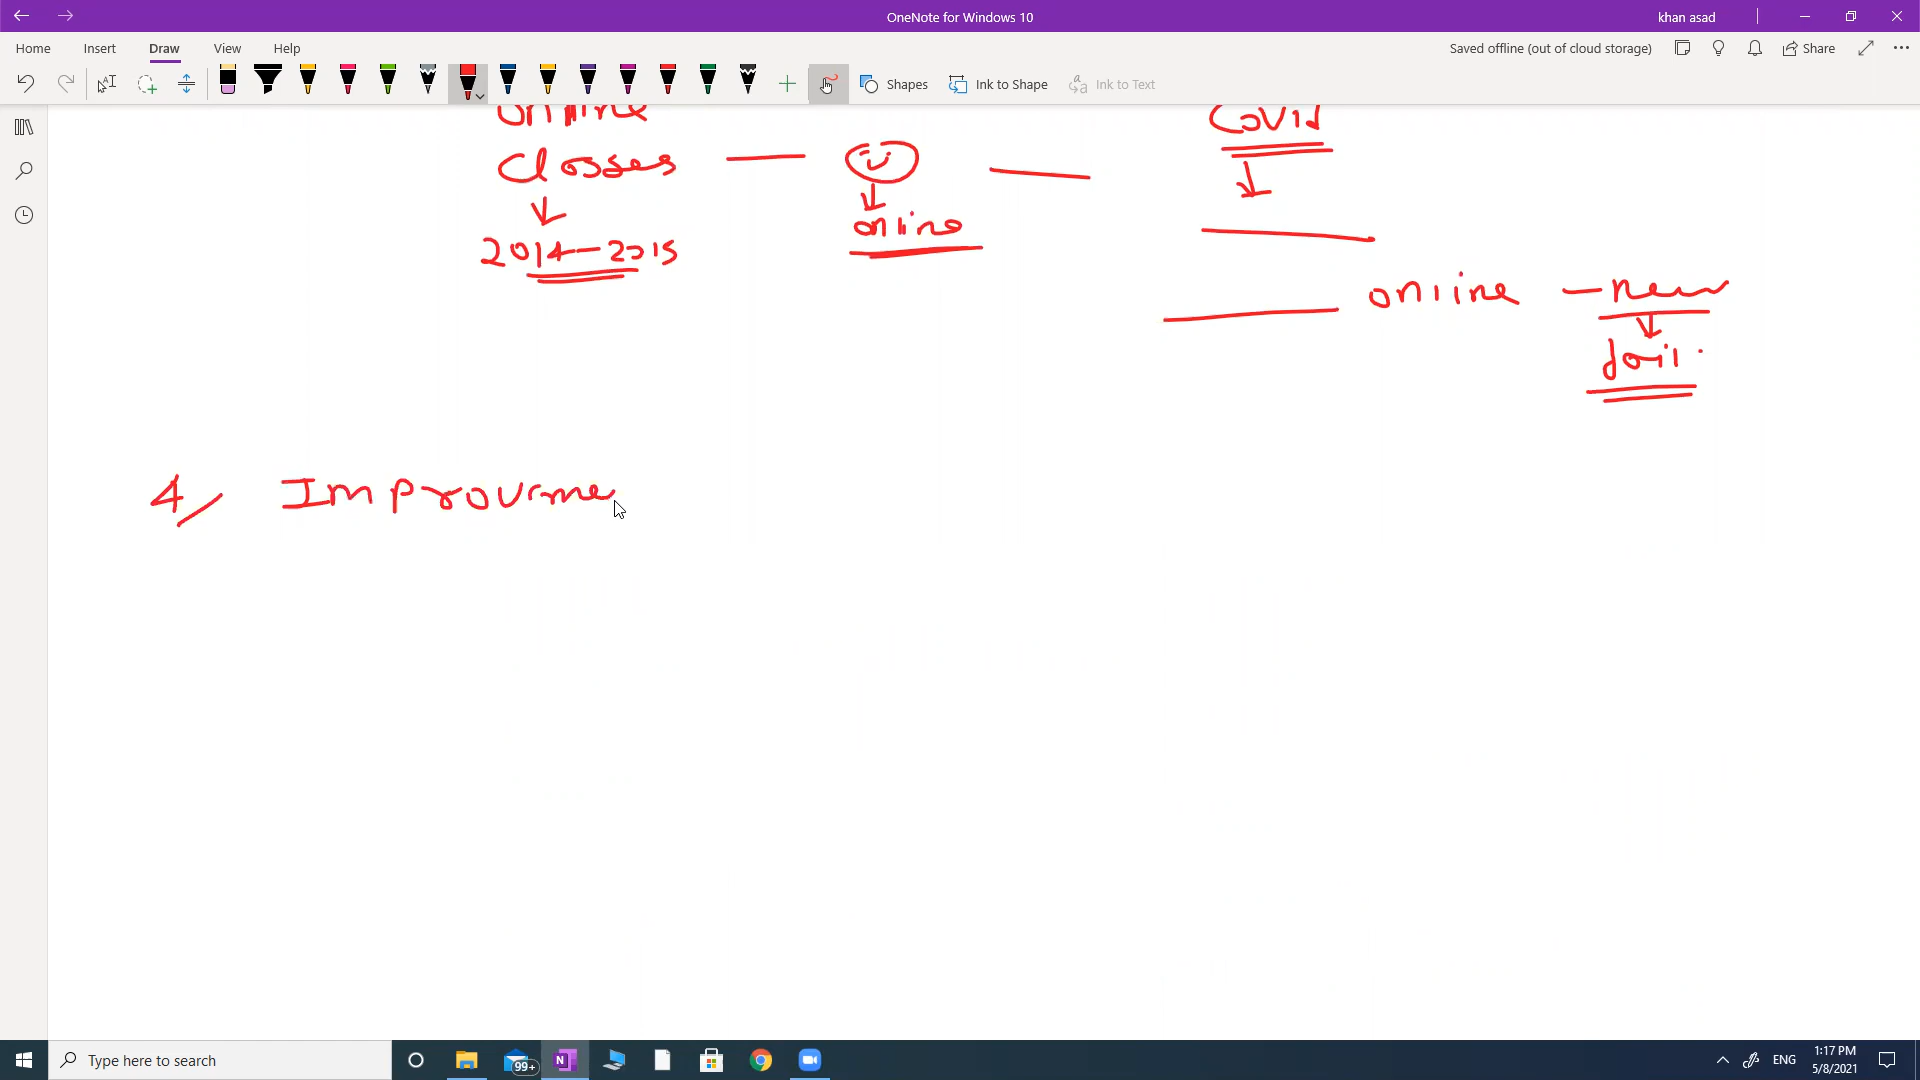 OneNote for Windows 10
khan asad
Home Insert Draw View Help
Saved offline (out of cloud storage)
Share
Shapes
Ink to Shape
Ink to Text
online
Classes
2014-2015
online
Covid
online - new
fail.
4/ Improveme
Type here to search
99+
ENG
1:17 PM
5/8/2021